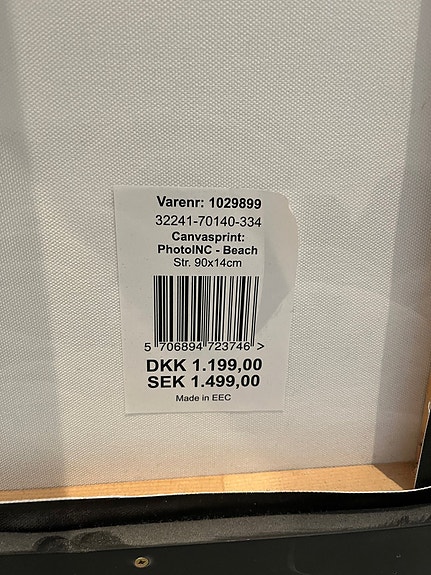 Varenr: 1029899
32241-70140-334
Canvasprint:
PhotoINC - Beach
Str. 90x14cm
5 706894 723746 >
DKK 1.199,00
SEK 1.499,00
Made in EEC